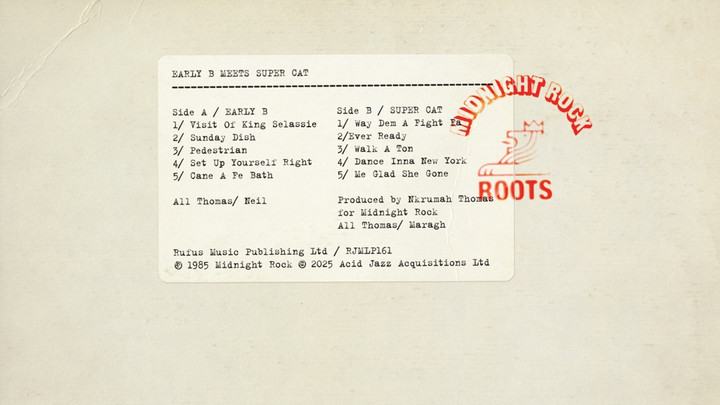 EARLY B MEETS SUPER CAT
Side A / EARLY B
1/ Visit Of King Selassie
2/ Sunday Dish
3/ Pedestrian
4/ Set Up Yourself Right
5/ Cane A Fe Bath
All Thomas/ Neil
Side B / SUPER CAT
1/ Way Dem A Fight Fa
2/Ever Ready
3/ Walk A Ton
4/ Dance Inna New York
5/ Me Glad She Gone
Produced by Nkrumah Thomas
for Midnight Rock
All Thomas/ Maragh
Rufus Music Publishing Ltd / RJMLP161
℗ 1985 Midnight Rock © 2025 Acid Jazz Acquisitions Ltd
MIDNIGHT ROCK
ROOTS